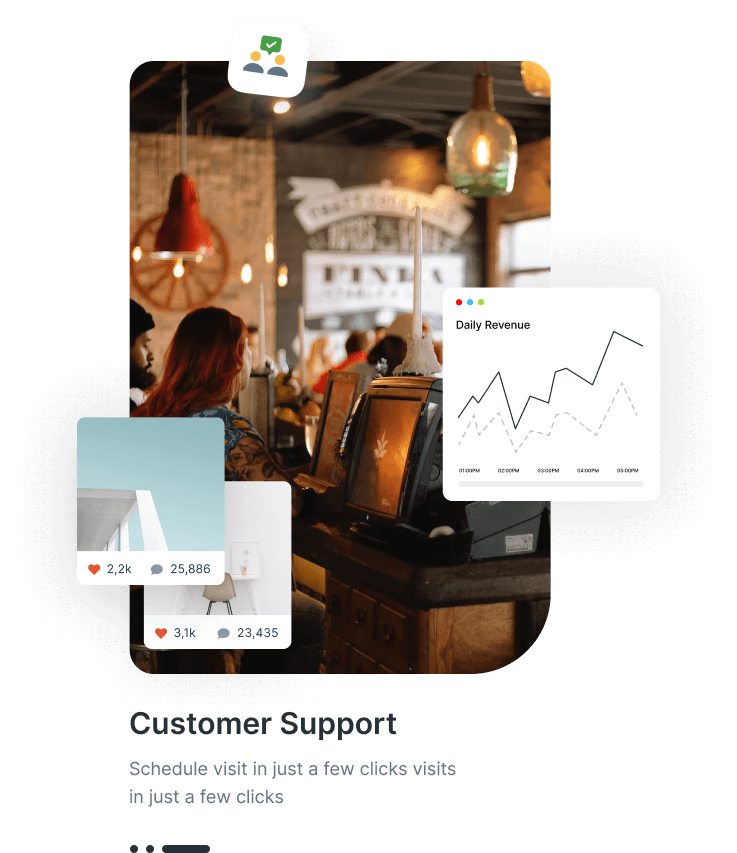 PINTA
Daily Revenue
01:00PM 02:00PM 03:00PM 04:00PM 05:00PM
2,2k 25,886
3,1k 23,435
Customer Support
Schedule visit in just a few clicks visits
in just a few clicks